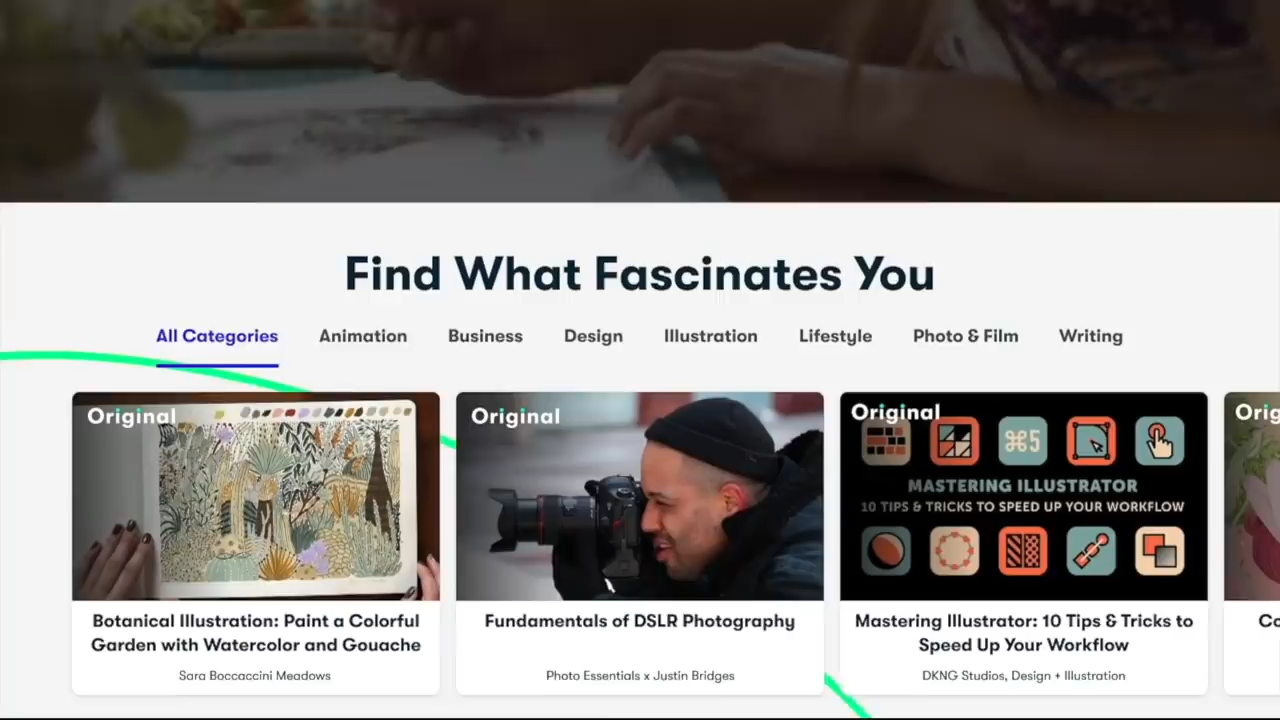 Find What Fascinates You
All Categories Animation Business Design Illustration Lifestyle Photo & Film Writing
Original
Botanical Illustration: Paint a Colorful
Garden with Watercolor and Gouache
Sara Boccaccini Meadows
Original
Fundamentals of DSLR Photography
Photo Essentials x Justin Bridges
Original
⌘5
MASTERING ILLUSTRATOR
10 TIPS & TRICKS TO SPEED UP YOUR WORKFLOW
Mastering Illustrator: 10 Tips & Tricks to
Speed Up Your Workflow
DKNG Studios, Design + Illustration
Orig
Co